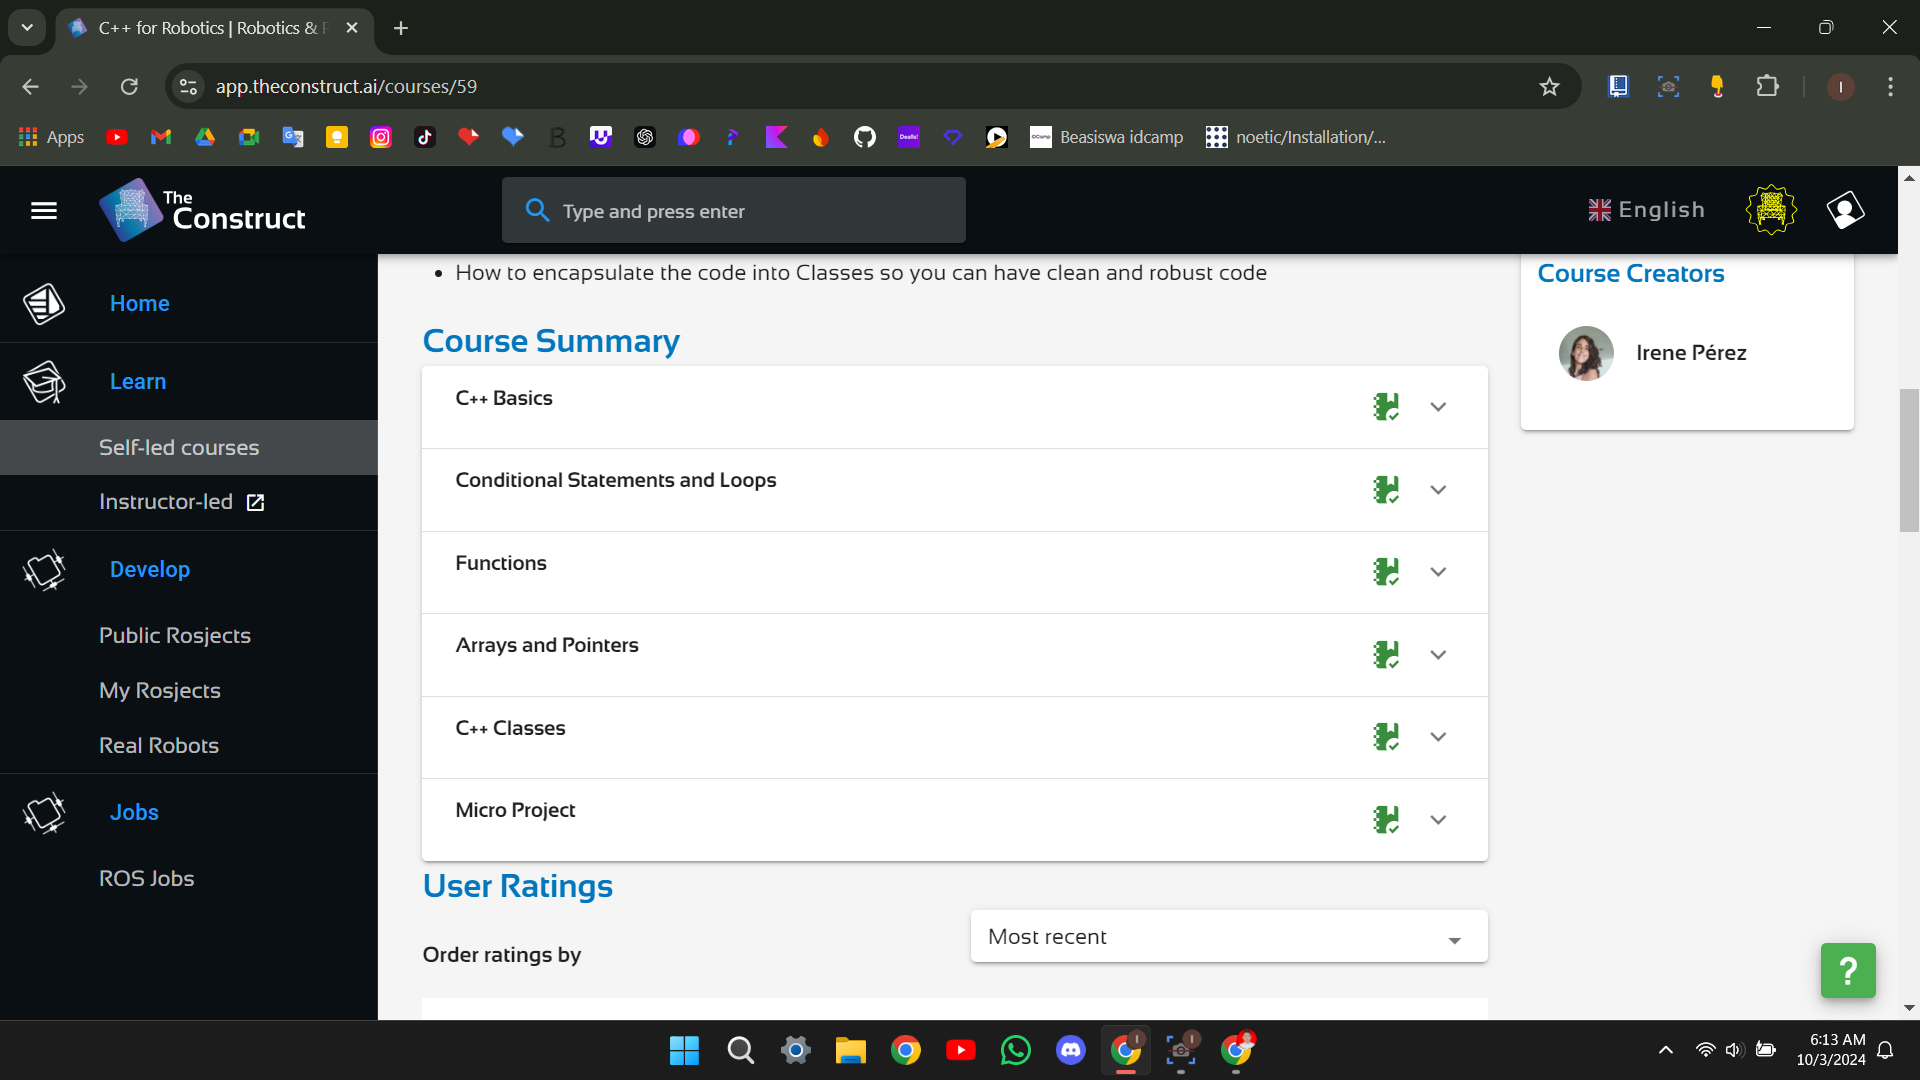 C++ for Robotics | Robotics &
app.theconstruct.ai/courses/59
Apps
Beasiswa idcamp
noetic/Installation/...
The
Construct
Type and press enter
English
Home
Learn
Self-led courses
Instructor-led
Develop
Public Rosjects
My Rosjects
Real Robots
Jobs
ROS Jobs
How to encapsulate the code into Classes so you can have clean and robust code
Course Summary
C++ Basics
Conditional Statements and Loops
Functions
Arrays and Pointers
C++ Classes
Micro Project
User Ratings
Order ratings by
Most recent
Course Creators
Irene Pérez
?
6:13 AM
10/3/2024